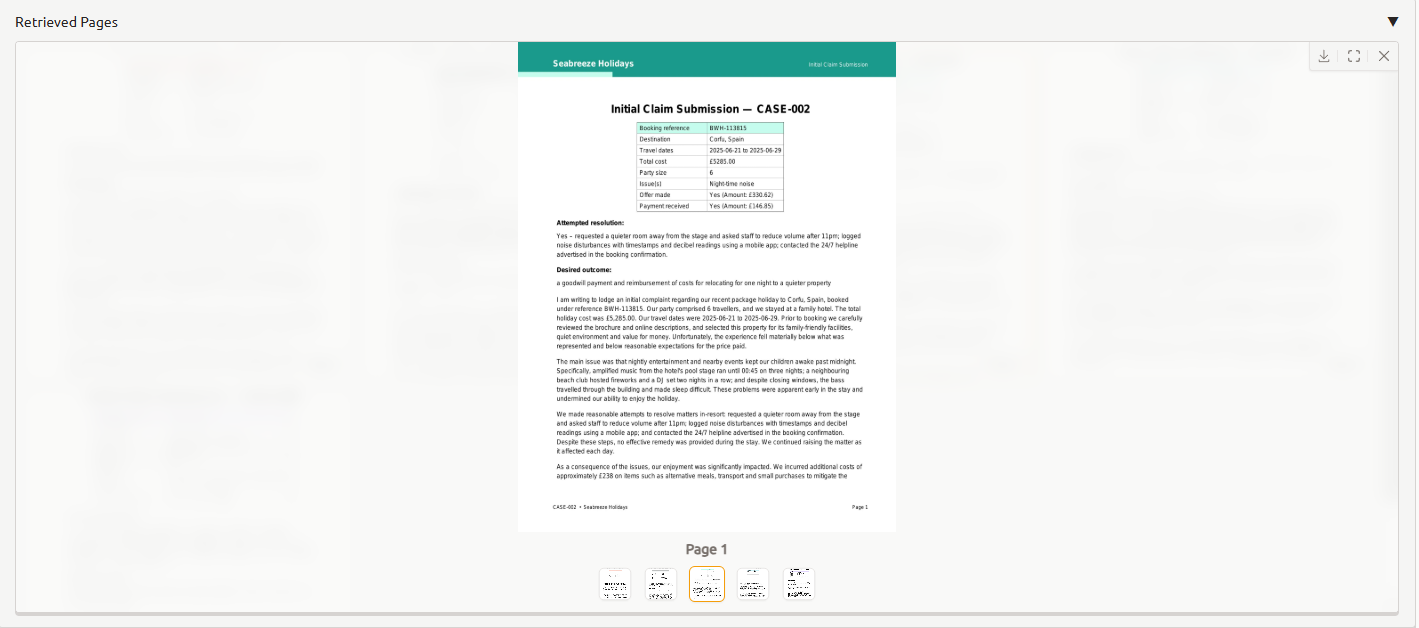 Retrieved Pages
Seabreeze Holidays
Initial Claim Submission
Initial Claim Submission — CASE-002
Booking reference BWH-113815
Destination Corfu, Spain
Travel dates 2025-06-21 to 2025-06-29
Total cost £5285.00
Party size 6
Issue(s) Night-time noise
Offer made Yes (Amount: £330.62)
Payment received Yes (Amount: £146.85)
Attempted resolution:
Yes – requested a quieter room away from the stage and asked staff to reduce volume after 11pm; logged
noise disturbances with timestamps and decibel readings using a mobile app; contacted the 24/7 helpline
advertised in the booking confirmation.
Desired outcome:
a goodwill payment and reimbursement of costs for relocating for one night to a quieter property
I am writing to lodge an initial complaint regarding our recent package holiday to Corfu, Spain, booked
under reference BWH-113815. Our party comprised 6 travellers, and we stayed at a family hotel. The total
holiday cost was £5,285.00. Our travel dates were 2025-06-21 to 2025-06-29. Prior to booking we carefully
reviewed the brochure and online descriptions, and selected this property for its family-friendly facilities,
quiet environment and value for money. Unfortunately, the experience fell materially below what was
represented and below reasonable expectations for the price paid.
The main issue was that nightly entertainment and nearby events kept our children awake past midnight.
Specifically, amplified music from the hotel's pool stage ran until 00:45 on three nights; a neighbouring
beach club hosted fireworks and a DJ set two nights in a row; and despite closing windows, the bass
travelled through the building and made sleep difficult. These problems were apparent early in the stay and
undermined our ability to enjoy the holiday.
We made reasonable attempts to resolve matters in-resort: requested a quieter room away from the stage
and asked staff to reduce volume after 11pm; logged noise disturbances with timestamps and decibel
readings using a mobile app; and contacted the 24/7 helpline advertised in the booking confirmation.
Despite these steps, no effective remedy was provided during the stay. We continued raising the matter as
it affected each day.
As a consequence of the issues, our enjoyment was significantly impacted. We incurred additional costs of
approximately £238 on items such as alternative meals, transport and small purchases to mitigate the
CASE-002 • Seabreeze Holidays
Page 1
Page 1